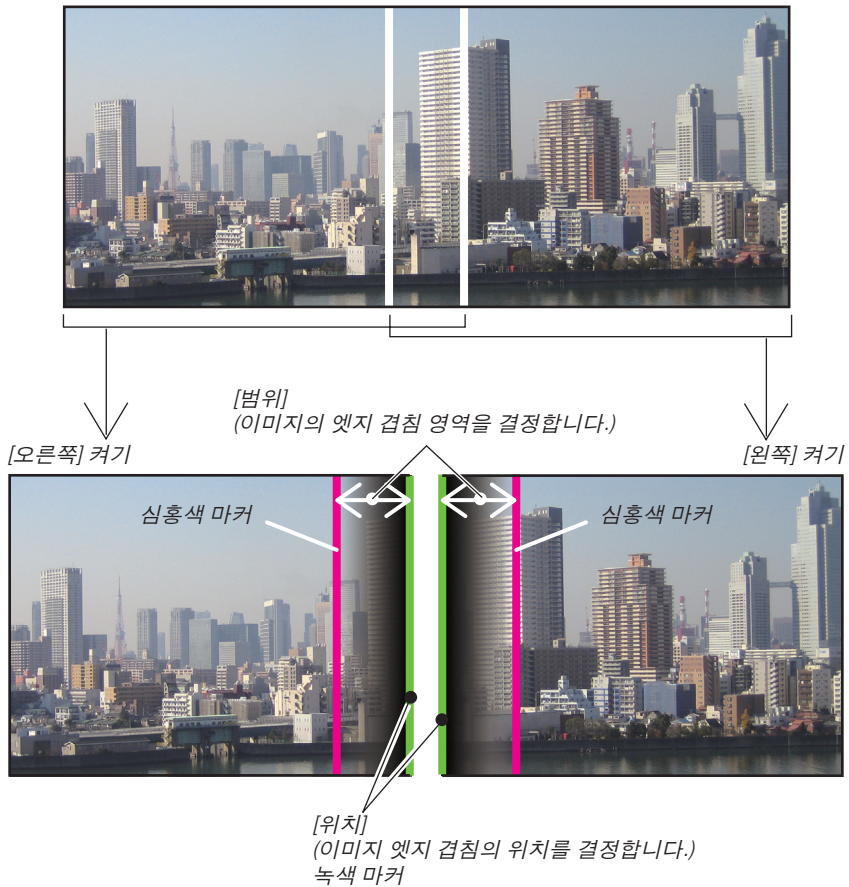 [범위]
(이미지의 엣지 겹침 영역을 결정합니다.)
[오른쪽] 켜기
[왼쪽] 켜기
심홍색 마커
심홍색 마커
[위치]
(이미지 엣지 겹침의 위치를 결정합니다.)
녹색 마커